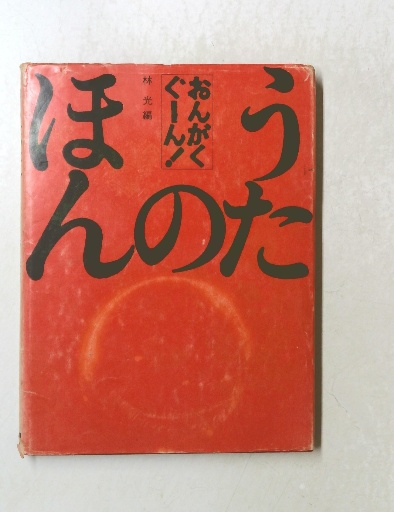 うたの
ほん
おんがく
ぐーん!
林光編